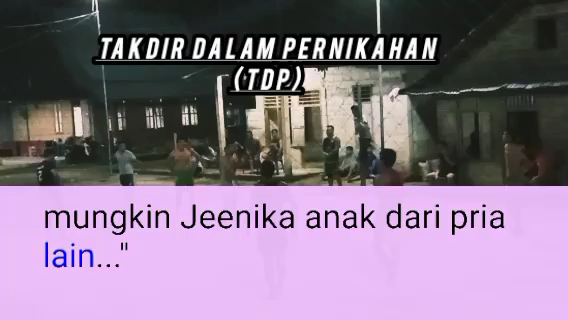 TAKDIR DALAM PERNIKAHAN
(TDP)
mungkin Jeenika anak dari pria
lain..."